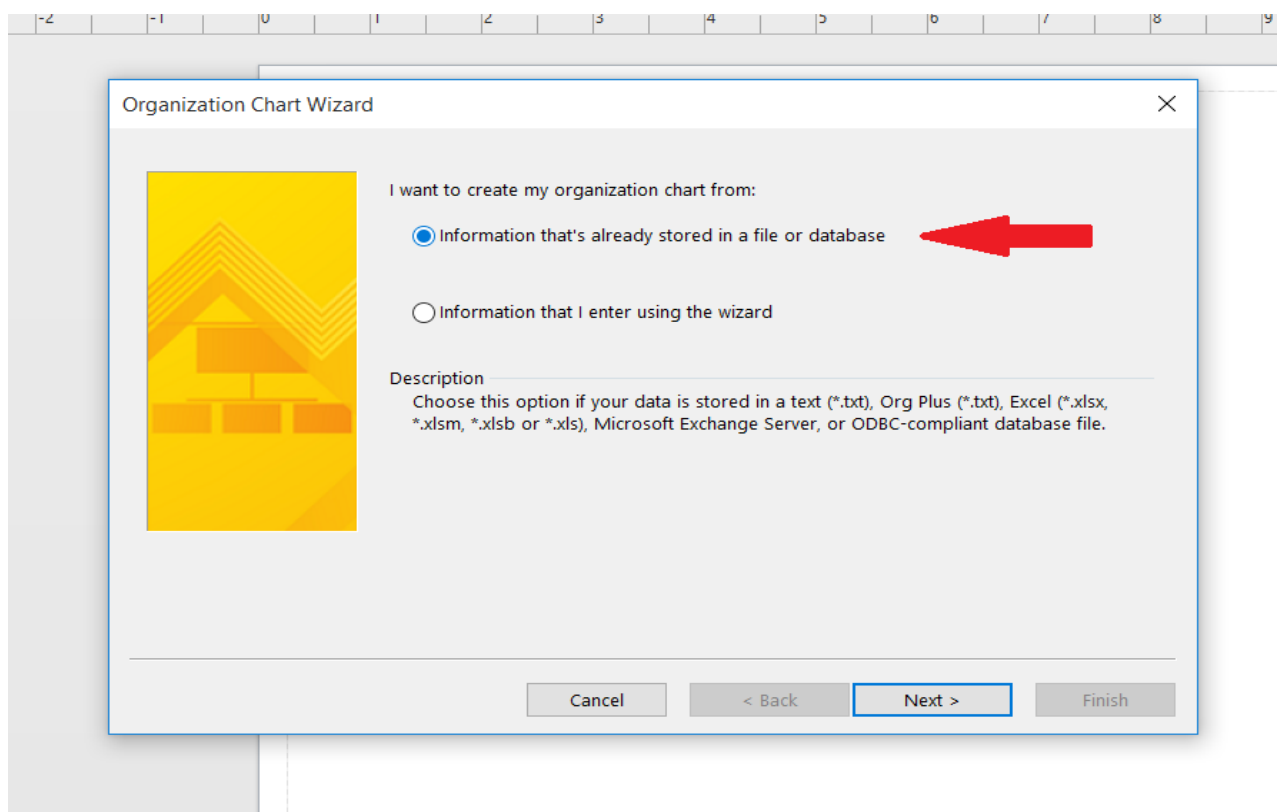 -2 -1 0 1 2 3 4 5 6 7 8 9
Organization Chart Wizard
I want to create my organization chart from:
Information that's already stored in a file or database
Information that I enter using the wizard
Description
Choose this option if your data is stored in a text (*.txt), Org Plus (*.txt), Excel (*.xlsx,
*.xlsm, *.xlsb or *.xls), Microsoft Exchange Server, or ODBC-compliant database file.
Cancel < Back Next > Finish